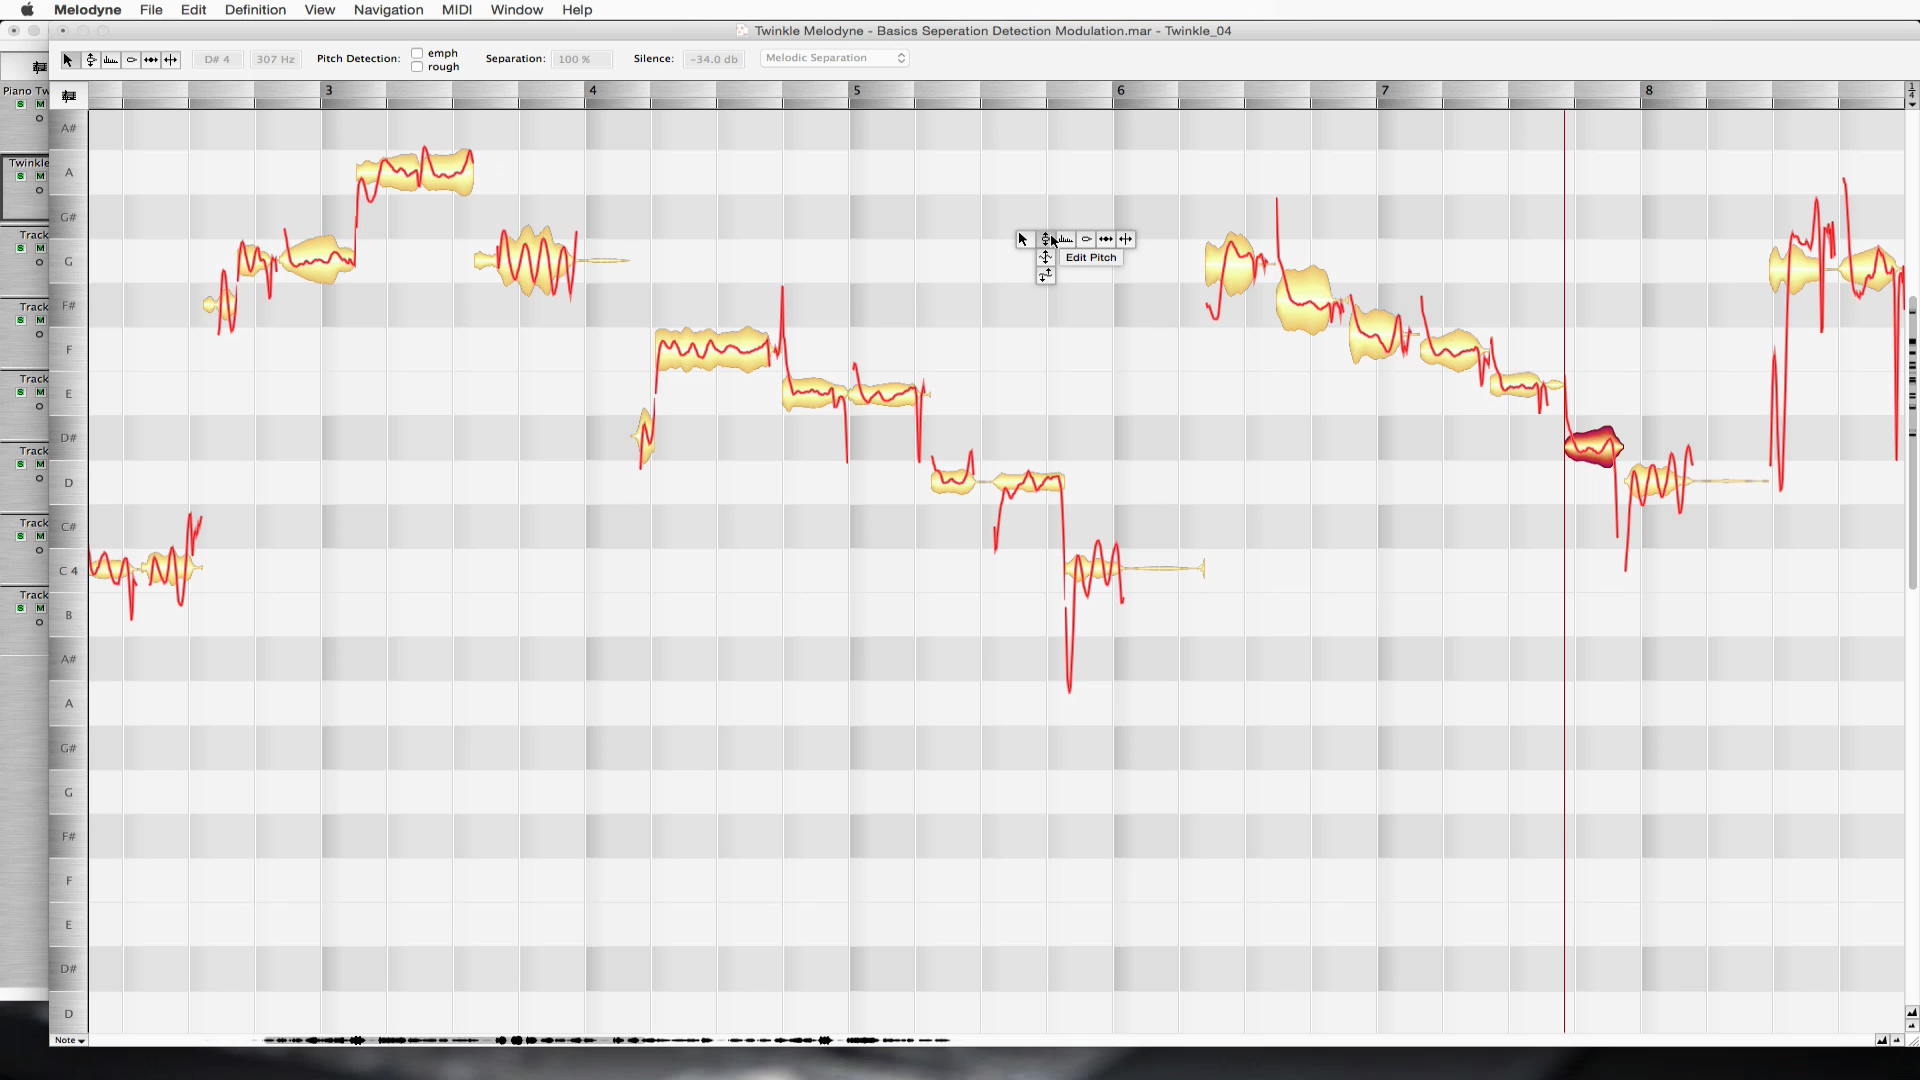 Melodyne File Edit Definition View Navigation MIDI Window Help
Twinkle Melodyne - Basics Seperation Detection Modulation.mar - Twinkle_04
D# 4 307 Hz Pitch Detection: emph rough Separation: 100 % Silence: -34.0 db Melodic Separation
3 4 5 6 7 8 1/4
Piano Tw
S M
Twinkle
S M
Track
S M
Track
S M
Track
S M
Track
S M
Track
S M
Track
S M
A#
A
G#
G
F#
F
E
D#
D
C#
C 4
B
A#
A
G#
G
F#
F
E
D#
D
Edit Pitch
Note